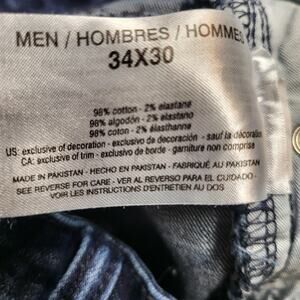 MEN / HOMBRES / HOMMES
34X30
98% cotton - 2% elastane
98% algodón - 2% elastano
98% coton - 2% élasthanne
US: exclusive of decoration - exclusivo de decoración - sauf la décoration
CA: exclusive of trim - exclusivo de borde - garniture non comprise
MADE IN PAKISTAN - HECHO EN PAKISTAN - FABRIQUÉ AU PAKISTAN
SEE REVERSE FOR CARE - VER AL REVERSO PARA EL CUIDADO -
VOIR LES INSTRUCTIONS D'ENTRETIEN AU DOS